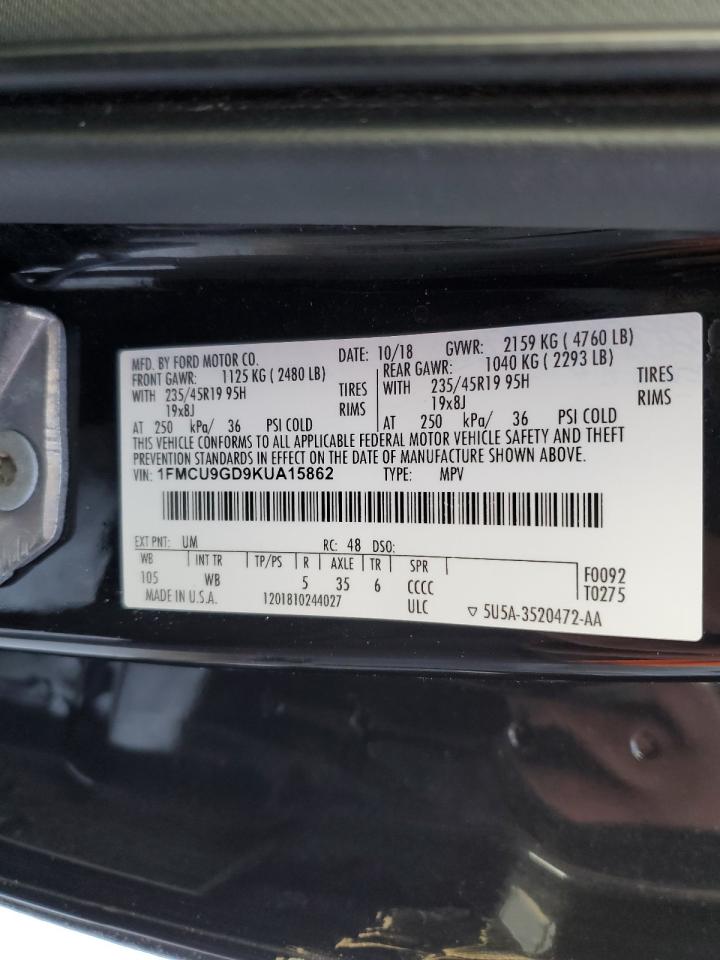 MFD. BY FORD MOTOR CO. DATE: 10/18 GVWR: 2159 KG ( 4760 LB)
FRONT GAWR: 1125 KG ( 2480 LB) REAR GAWR: 1040 KG ( 2293 LB)
WITH 235/45R19 95H TIRES WITH 235/45R19 95H TIRES
19x8J RIMS 19x8J RIMS
AT 250 kPa/ 36 PSI COLD AT 250 kPa/ 36 PSI COLD
THIS VEHICLE CONFORMS TO ALL APPLICABLE FEDERAL MOTOR VEHICLE SAFETY AND THEFT
PREVENTION STANDARDS IN EFFECT ON THE DATE OF MANUFACTURE SHOWN ABOVE.
VIN: 1FMCU9GD9KUA15862 TYPE: MPV
EXT PNT: UM RC: 48 DSO:
WB INT TR TP/PS R AXLE TR SPR
105 WB 5 35 6 CCCC F0092
ULC T0275
MADE IN U.S.A. 1201810244027 ▽ 5U5A-3520472-AA